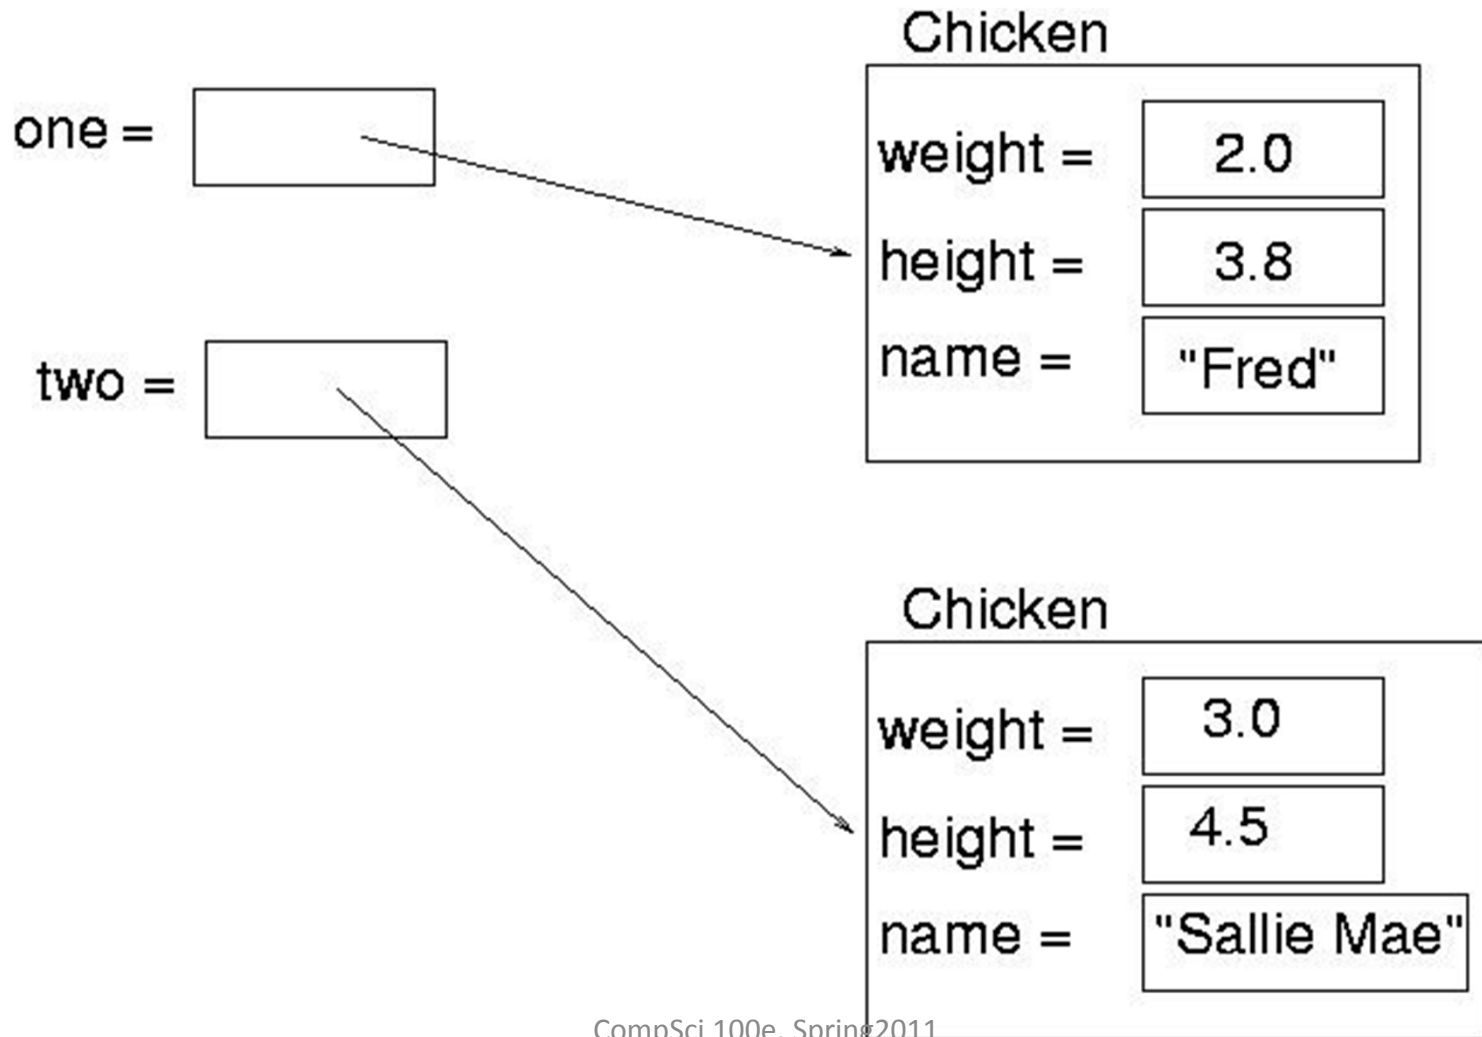 Chicken
one =
weight = 2.0
height = 3.8
name = "Fred"
two =
Chicken
weight = 3.0
height = 4.5
name = "Sallie Mae"
CompSci 100e, Spring2011